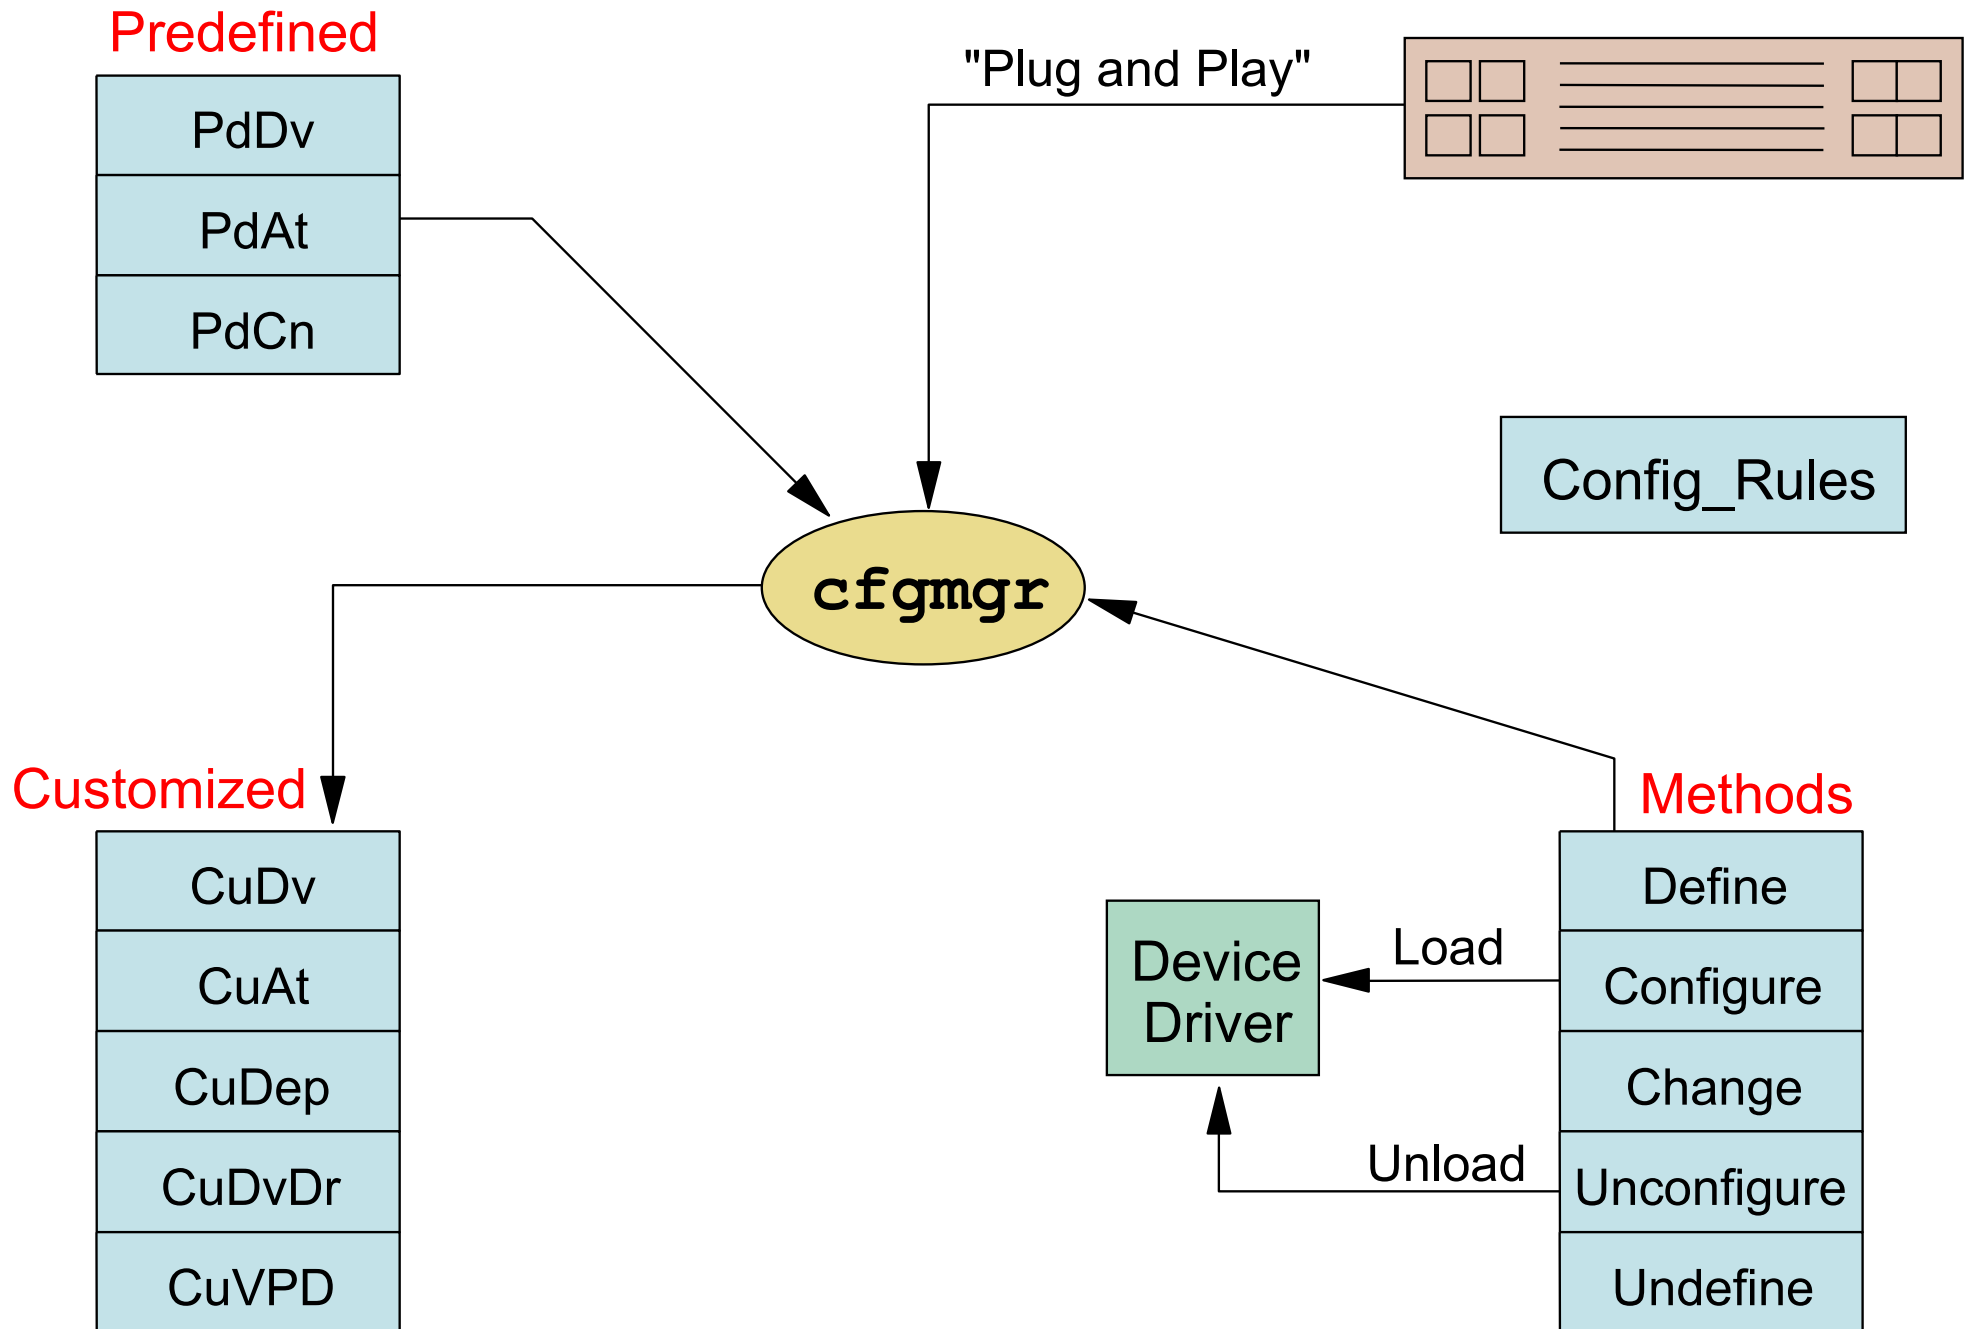 Predefined
PdDv
PdAt
PdCn
"Plug and Play"
Config_Rules
cfgmgr
Customized
CuDv
CuAt
CuDep
CuDvDr
CuVPD
Methods
Define
Configure
Change
Unconfigure
Undefine
Load
Unload
Device
Driver